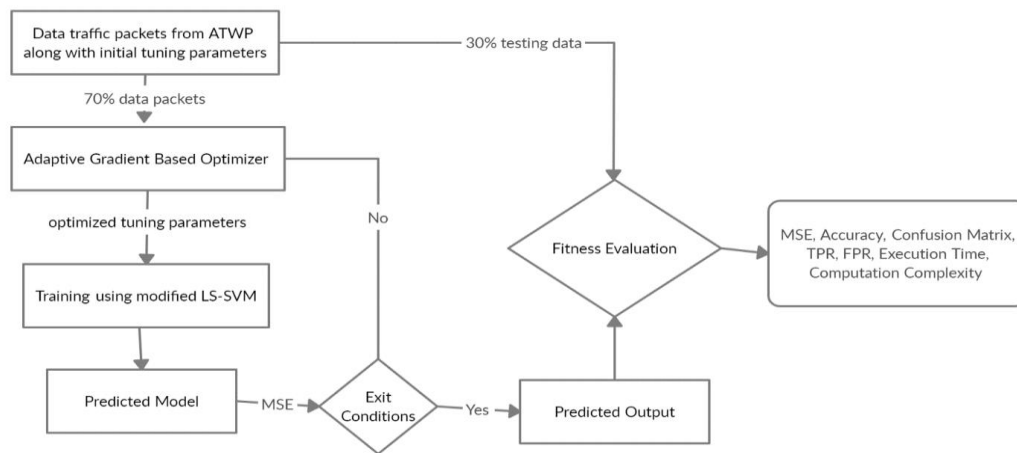 Data traffic packets from ATWP
along with initial tuning parameters
30% testing data
70% data packets
Adaptive Gradient Based Optimizer
No
optimized tuning parameters
Training using modified LS-SVM
Predicted Model
MSE
Exit
Conditions
Yes
Predicted Output
Fitness Evaluation
MSE, Accuracy, Confusion Matrix,
TPR, FPR, Execution Time,
Computation Complexity